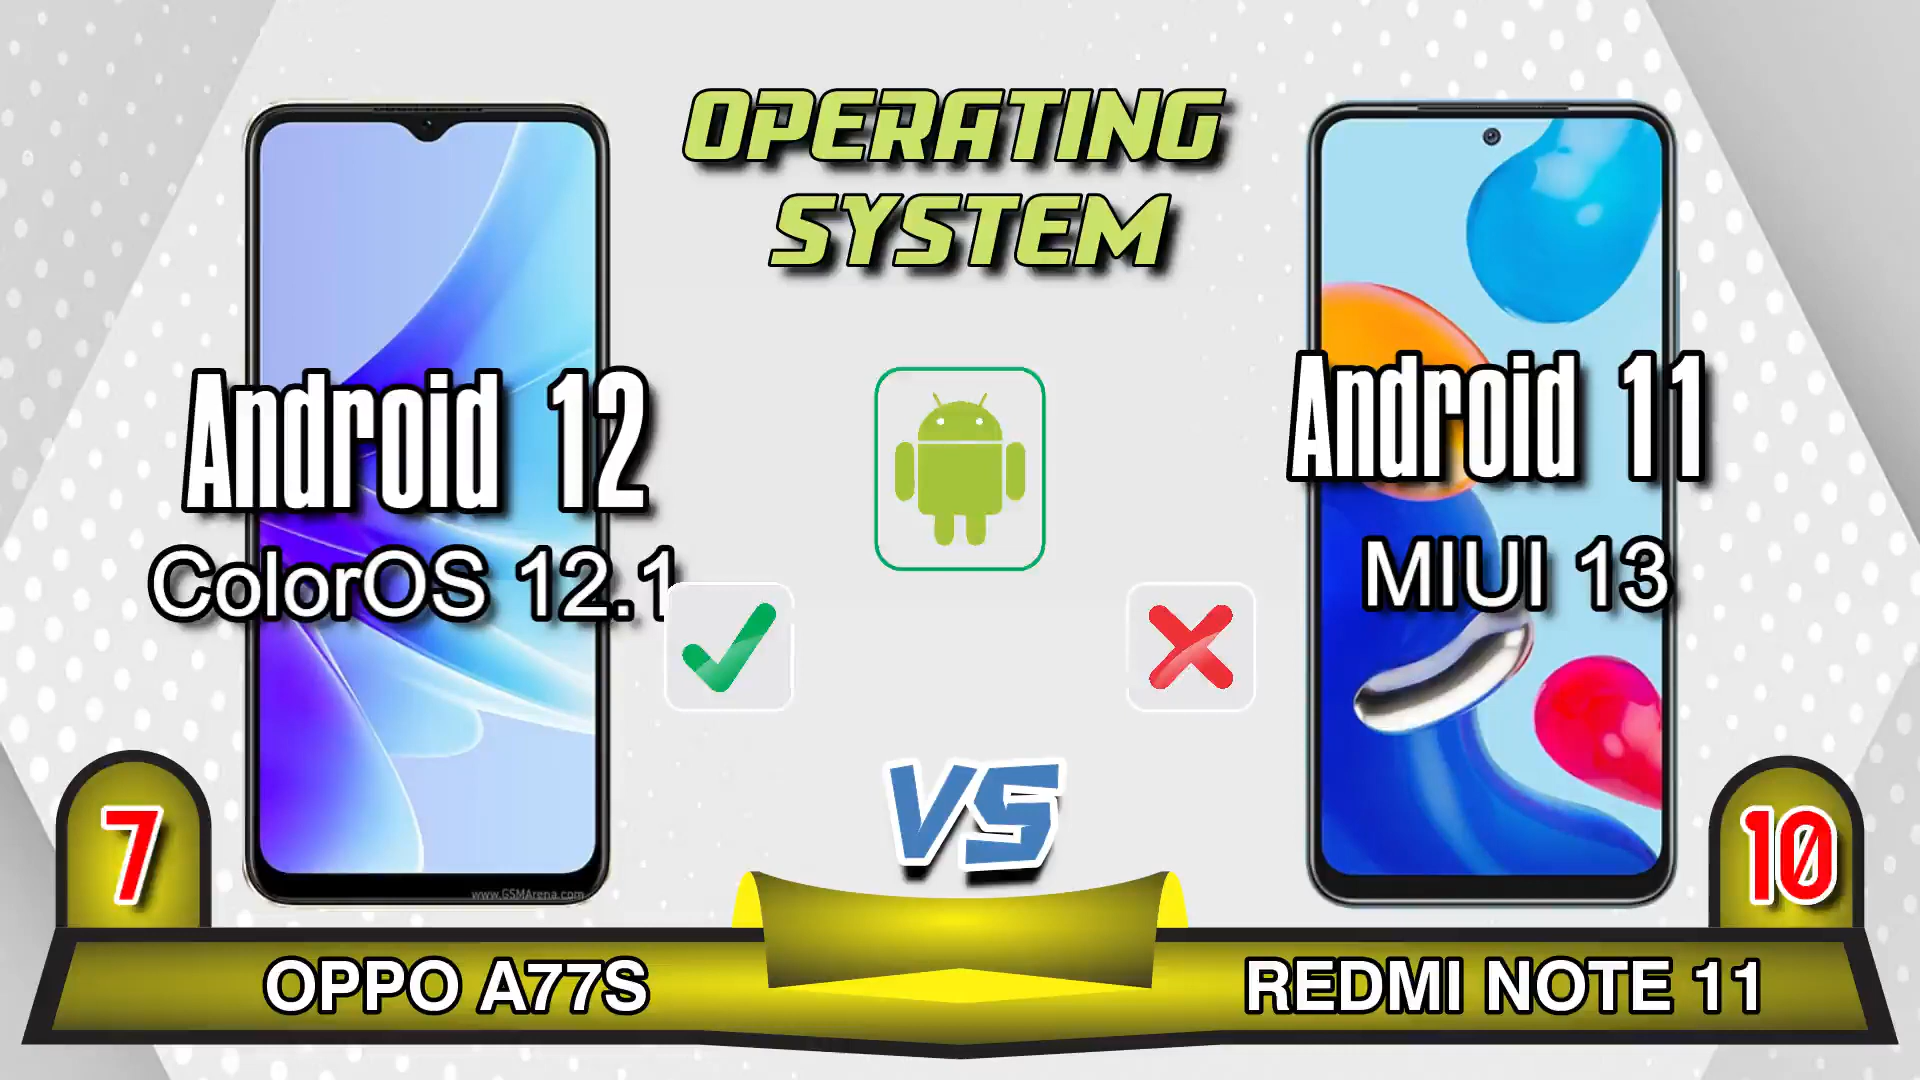 OPERATING
SYSTEM
Android 12
ColorOS 12.1
Android 11
MIUI 13
VS
7
10
www.GSMArena.com
OPPO A77S
REDMI NOTE 11